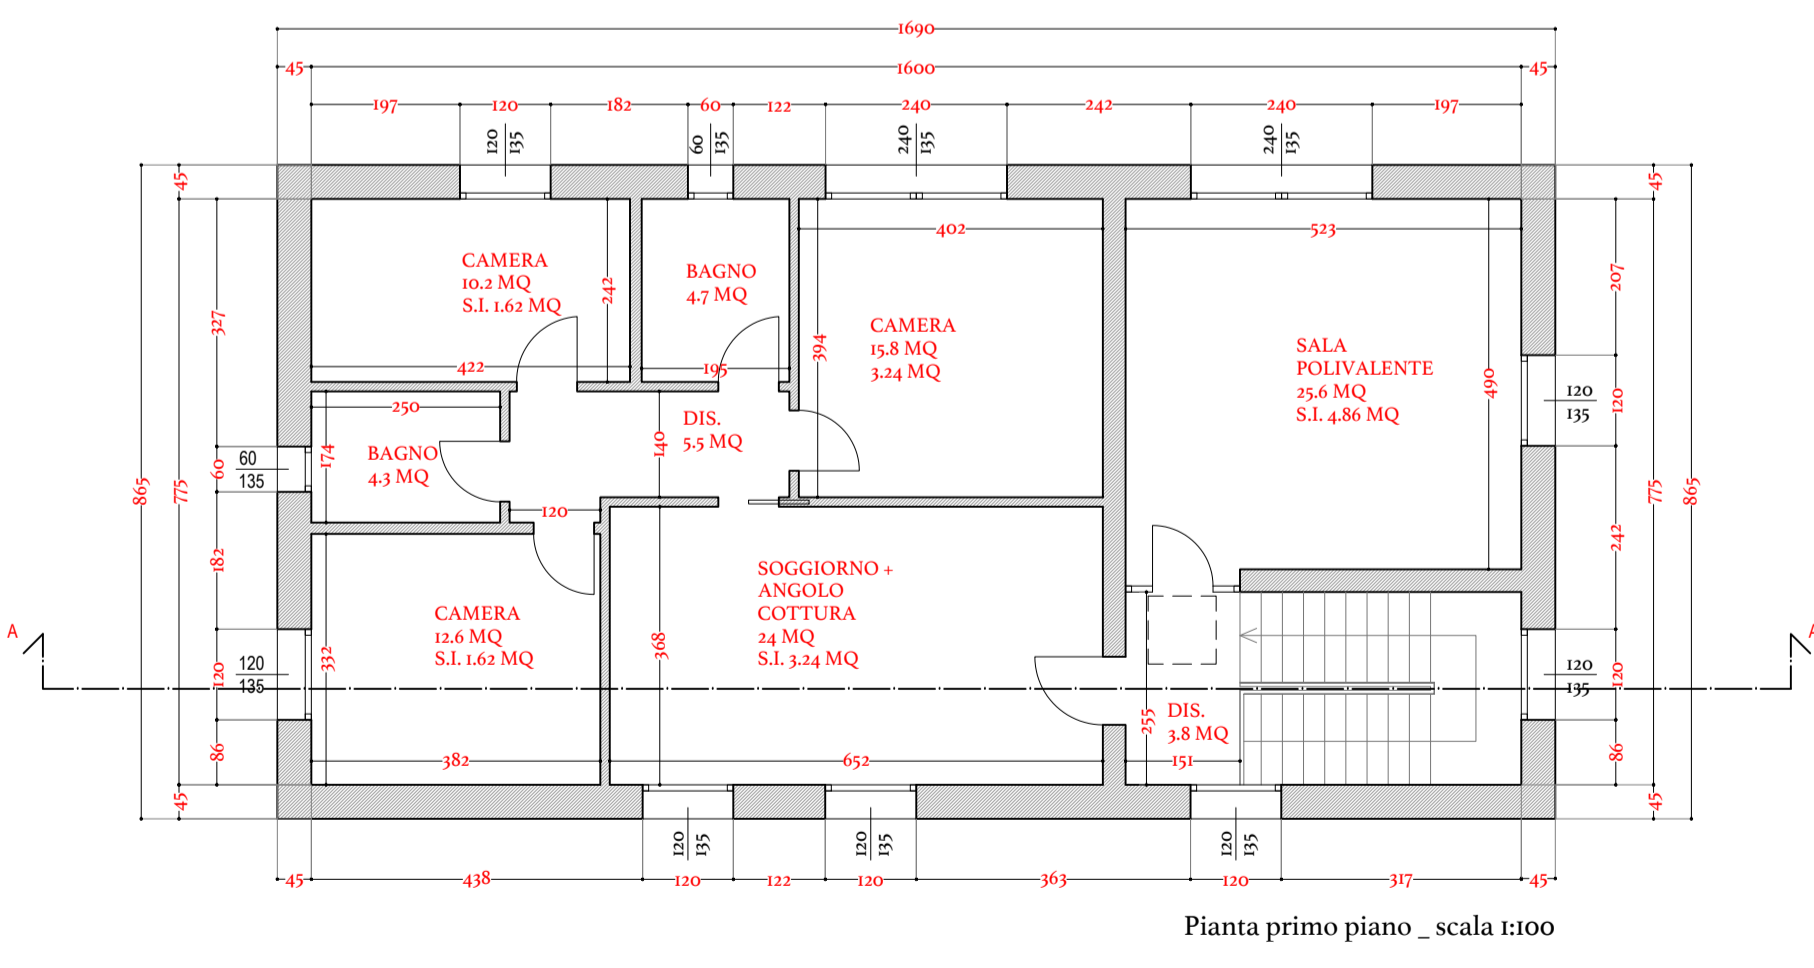 1690
45 1600 45
197 120 182 60 122 240 242 240 197
120
135
60
135
240
135
240
135
45
45
402
523
CAMERA
10.2 MQ
S.I. 1.62 MQ
242
BAGNO
4.7 MQ
207
327
CAMERA
15.8 MQ
3.24 MQ
394
SALA
POLIVALENTE
25.6 MQ
S.I. 4.86 MQ
490
422
195
120
135
120
250
DIS.
5.5 MQ
140
BAGNO
4.3 MQ
174
60
135
60
865
775
775
865
120
242
182
SOGGIORNO +
ANGOLO
COTTURA
24 MQ
S.I. 3.24 MQ
368
CAMERA
12.6 MQ
S.I. 1.62 MQ
332
A
A
120
135
120
120
135
120
DIS.
3.8 MQ
255
86
382
652
151
86
45
45
120
135
120
135
120
135
45 438 120 122 120 363 120 317 45
Pianta primo piano _ scala 1:100